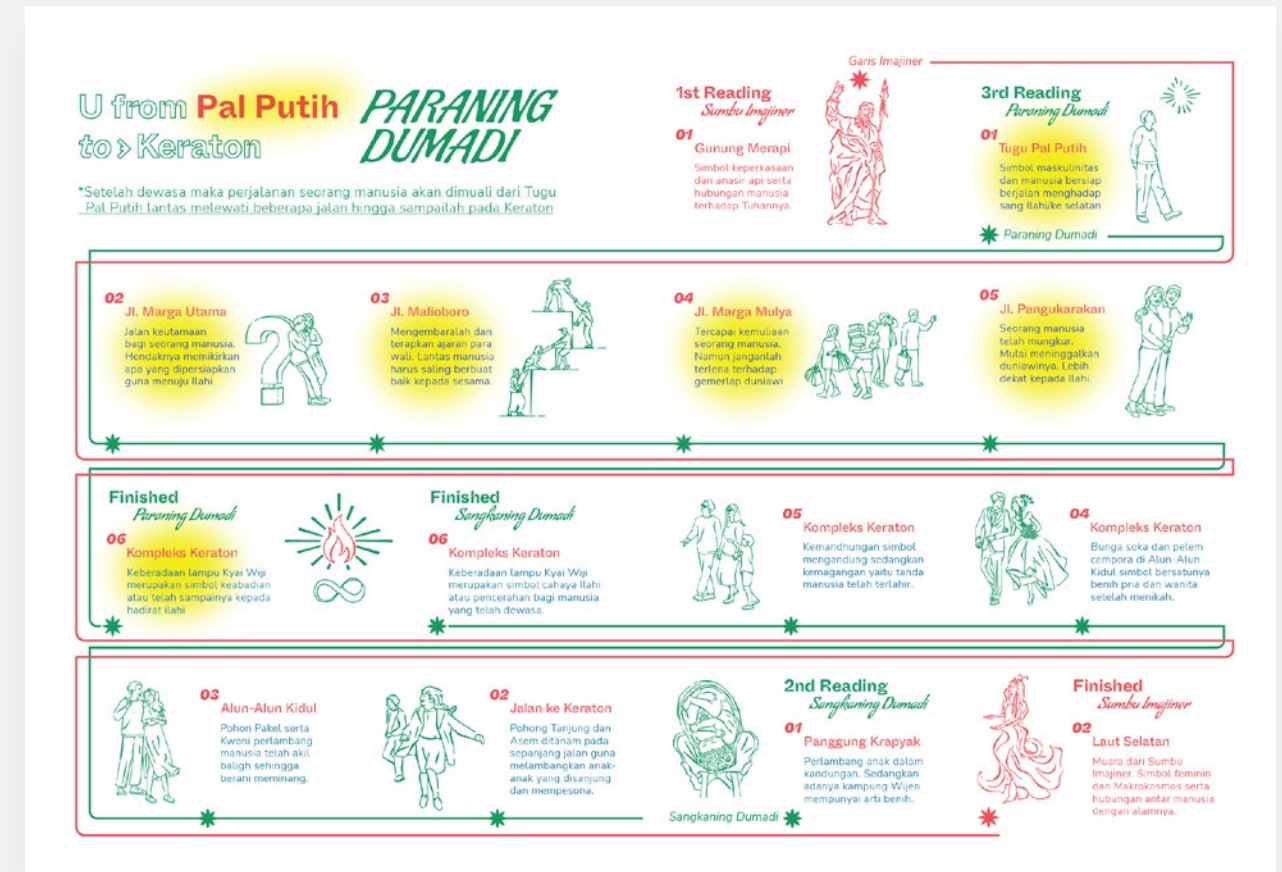 U from Pal Putih
to > Keraton
PARANING
DUMADI
*Setelah dewasa maka perjalanan seorang manusia akan dimuali dari Tugu
Pal Putih lantas melewati beberapa jalan hingga sampailah pada Keraton
Garis Imajiner
1st Reading
Sumbu Imajiner
01
Gunung Merapi
Simbol keperkasaan
dan anasir api serta
hubungan manusia
terhadap Tuhannya.
3rd Reading
Paraning Dumadi
01
Tugu Pal Putih
Simbol maskulinitas
dan manusia bersiap
berjalan menghadap
sang Ilahi/ke selatan
Paraning Dumadi
02
Jl. Marga Utama
Jalan keutamaan
bagi seorang manusia.
Hendaknya memikirkan
apa yang dipersiapkan
guna menuju Ilahi.
03
Jl. Malioboro
Mengembaralah dan
terapkan ajaran para
wali. Lantas manusia
harus saling berbuat
baik kepada sesama.
04
Jl. Marga Mulya
Tercapai kemuliaan
seorang manusia.
Namun janganlah
terlena terhadap
gemerlap duniawi
05
Jl. Pangukarakan
Seorang manusia
telah mungkur.
Mulai meninggalkan
duniawinya. Lebih
dekat kepada Ilahi.
Finished
Paraning Dumadi
06
Kompleks Keraton
Keberadaan lampu Kyai Wiji
merupakan simbol keabadian
atau telah sampainya kepada
hadirat ilahi
Finished
Sangkaning Dumadi
06
Kompleks Keraton
Keberadaan lampu Kyai Wiji
merupakan simbol cahaya Ilahi
atau pencerahan bagi manusia
yang telah dewasa.
05
Kompleks Keraton
Kemandhungan simbol
mengandung sedangkan
kemagangan yaitu tanda
manusia telah terlahir.
04
Kompleks Keraton
Bunga soka dan pelem
cempora di Alun-Alun
Kidul simbol bersatunya
benih pria dan wanita
setelah menikah.
03
Alun-Alun Kidul
Pohon Pakel serta
Kweni perlambang
manusia telah akil
baligh sehingga
berani meminang.
02
Jalan ke Keraton
Pohong Tanjung dan
Asem ditanam pada
sepanjang jalan guna
melambangkan anak-
anak yang disanjung
dan mempesona.
2nd Reading
Sangkaning Dumadi
01
Panggung Krapyak
Perlambang anak dalam
kandungan. Sedangkan
adanya kampung Wijen
mempunyai arti benih.
Sangkaning Dumadi
Finished
Sumbu Imajiner
02
Laut Selatan
Muara dari Sumbu
Imajiner. Simbol feminin
dan Makrokosmos serta
hubungan antar manusia
dengan alamnya.